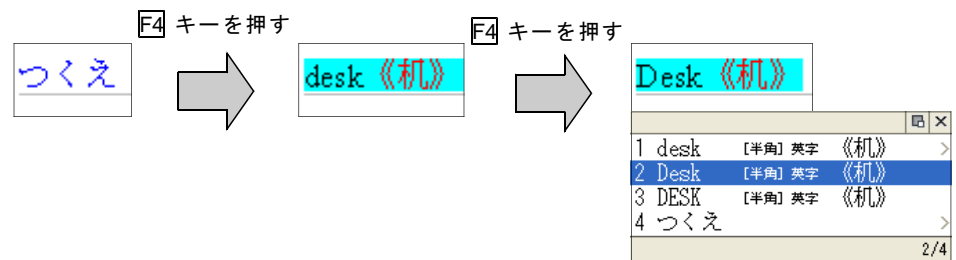 F4 キーを押す
F4 キーを押す
つくえ
desk 《机》
Desk 《机》
1 desk [半角] 英字 《机》 >
2 Desk [半角] 英字 《机》
3 DESK [半角] 英字 《机》
4 つくえ >
2/4